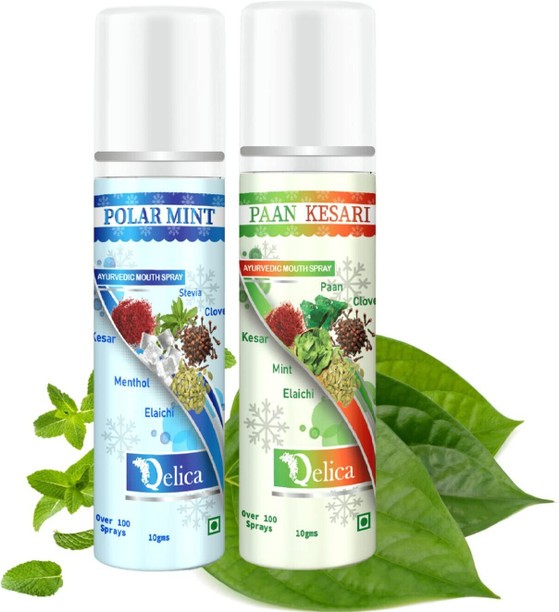 POLAR MINT
AYURVEDIC MOUTH SPRAY
Stevia
Clove
Kesar
Menthol
Elaichi
Delica
Over 100
Sprays
10gms
PAAN KESARI
AYURVEDIC MOUTH SPRAY
Paan
Clove
Kesar
Mint
Elaichi
Delica
Over 100
Sprays
10gms